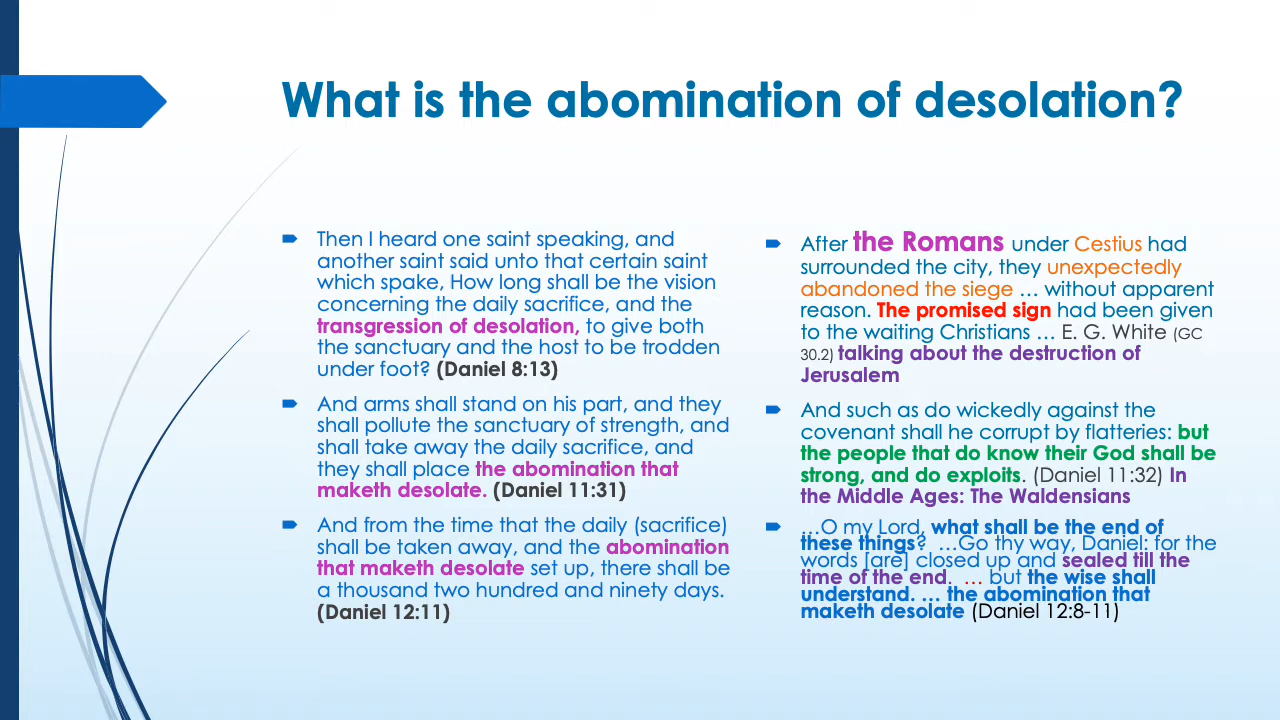 What is the abomination of desolation?
Then I heard one saint speaking, and
another saint said unto that certain saint
which spake, How long shall be the vision
concerning the daily sacrifice, and the
transgression of desolation, to give both
the sanctuary and the host to be trodden
under foot? (Daniel 8:13)
And arms shall stand on his part, and they
shall pollute the sanctuary of strength, and
shall take away the daily sacrifice, and
they shall place the abomination that
maketh desolate. (Daniel 11:31)
And from the time that the daily (sacrifice)
shall be taken away, and the abomination
that maketh desolate set up, there shall be
a thousand two hundred and ninety days.
(Daniel 12:11)
After the Romans under Cestius had
surrounded the city, they unexpectedly
abandoned the siege … without apparent
reason. The promised sign had been given
to the waiting Christians … E. G. White (GC
30.2) talking about the destruction of
Jerusalem
And such as do wickedly against the
covenant shall he corrupt by flatteries: but
the people that do know their God shall be
strong, and do exploits. (Daniel 11:32) In
the Middle Ages: The Waldensians
…O my Lord, what shall be the end of
these things? …Go thy way, Daniel: for the
words [are] closed up and sealed till the
time of the end. … but the wise shall
understand. … the abomination that
maketh desolate (Daniel 12:8-11)